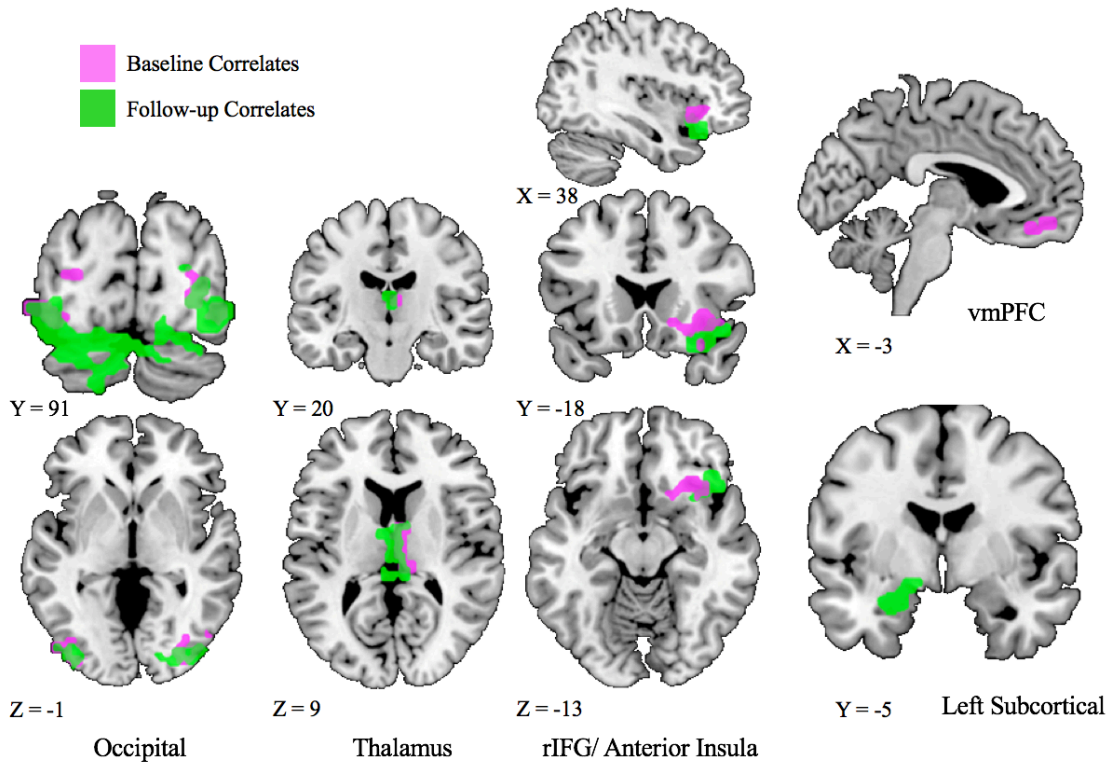 Baseline Correlates
Follow-up Correlates
X = 38
vmPFC
X = -3
Y = 91
Y = 20
Y = -18
Z = -1
Z = 9
Z = -13
Y = -5
Left Subcortical
Occipital
Thalamus
rIFG/ Anterior Insula